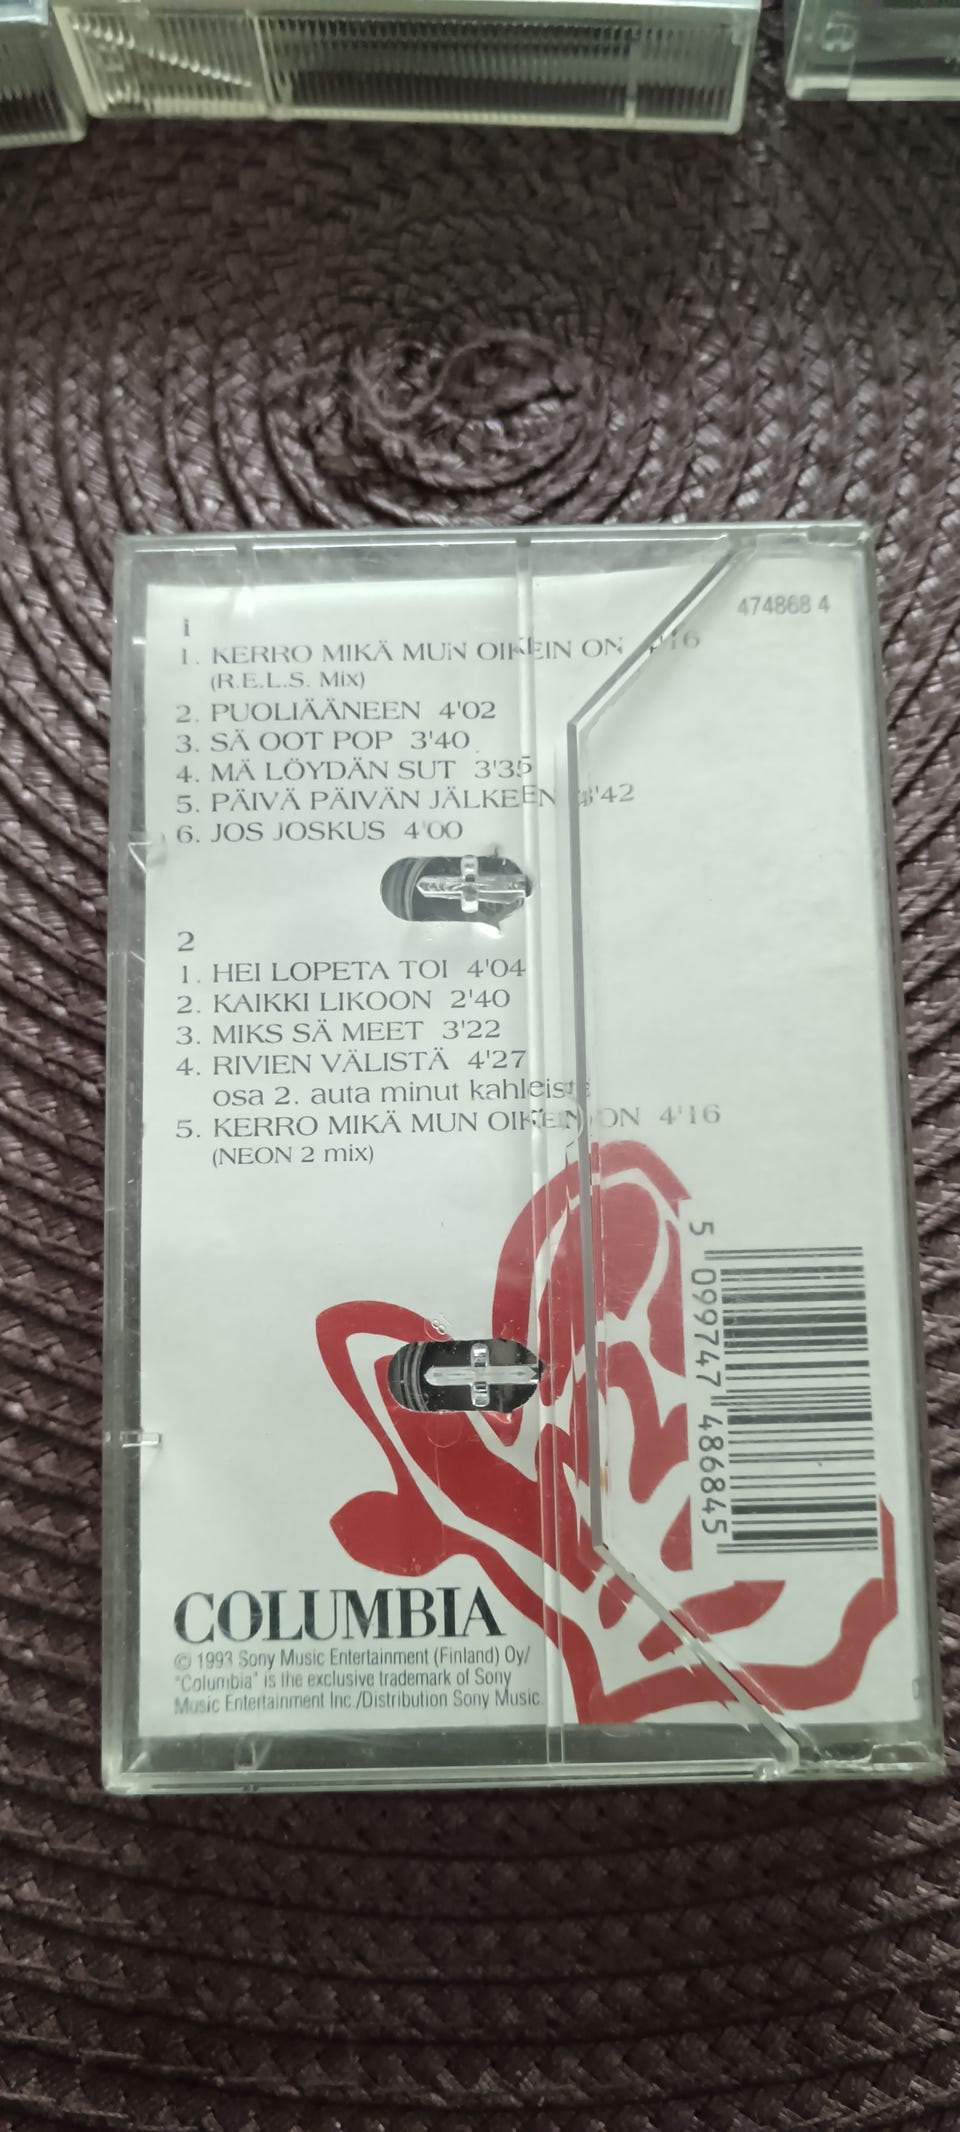 474868 4
1
1. KERRO MIKÄ MUN OIKEIN ON 4'16
(R.E.L.S. Mix)
2. PUOLIÄÄNEEN 4'02
3. SÄ OOT POP 3'40
4. MÄ LÖYDÄN SUT 3'35
5. PÄIVÄ PÄIVÄN JÄLKEEN '42
6. JOS JOSKUS 4'00
2
1. HEI LOPETA TOI 4'04
2. KAIKKI LIKOON 2'40
3. MIKS SÄ MEET 3'22
4. RIVIEN VÄLISTÄ 4'27
osa 2. auta minut kahleista
5. KERRO MIKÄ MUN OIKEIN ON 4'16
(NEON 2 mix)
5 099747 486845
COLUMBIA
© 1993 Sony Music Entertainment (Finland) Oy/
"Columbia" is the exclusive trademark of Sony
Music Entertainment Inc./Distribution Sony Music.